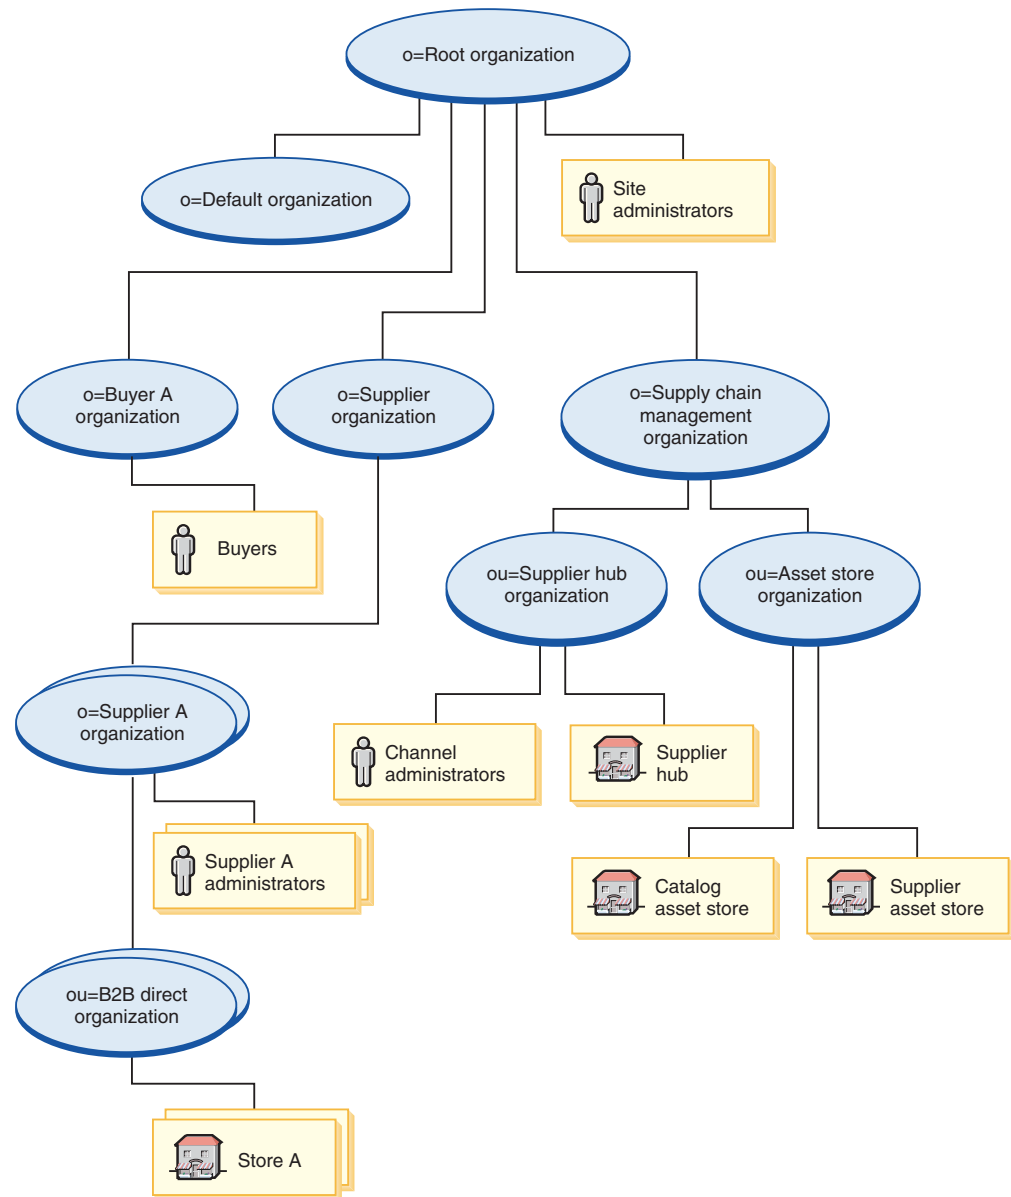 o=Root organization
o=Default organization
Site
administrators
o=Buyer A
organization
o=Supplier
organization
o=Supply chain
management
organization
Buyers
ou=Supplier hub
organization
ou=Asset store
organization
o=Supplier A
organization
Channel
administrators
Supplier
hub
Supplier A
administrators
Catalog
asset store
Supplier
asset store
ou=B2B direct
organization
Store A